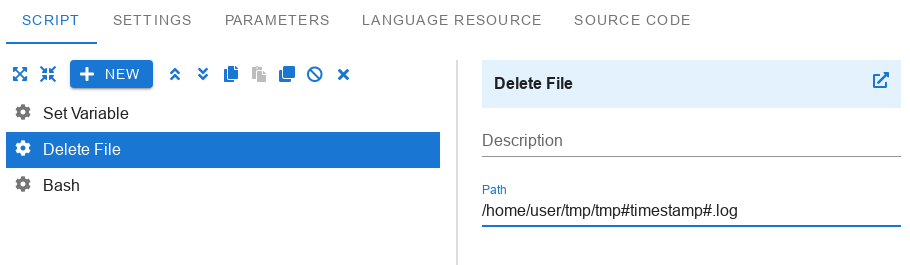 SCRIPT SETTINGS PARAMETERS LANGUAGE RESOURCE SOURCE CODE
NEW
Set Variable
Delete File
Bash
Delete File
Description
Path
/home/user/tmp/tmp#timestamp#.log